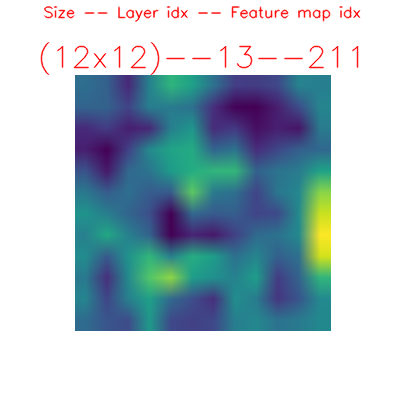 Size -- Layer idx -- Feature map idx
(12x12)--13--211